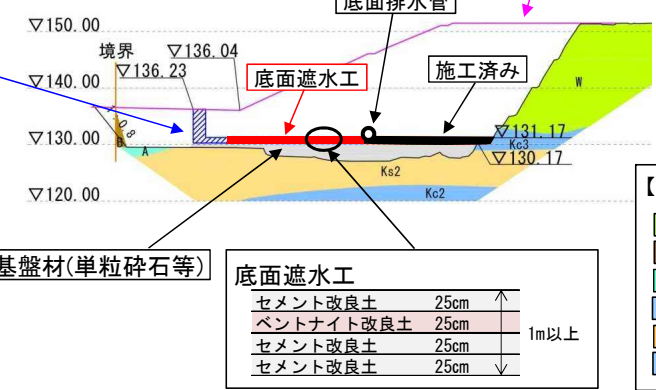 底面排水管
▽150.00
境界
▽136.04
▽136.23
▽140.00
底面遮水工
施工済み
W
0.8
▽130.00
B
A
▽131.17
Kc3
▽130.17
Ks2
Kc2
▽120.00
【
基盤材(単粒砕石等)
底面遮水工
セメント改良土 25cm
ベントナイト改良土 25cm
セメント改良土 25cm
セメント改良土 25cm
1m以上